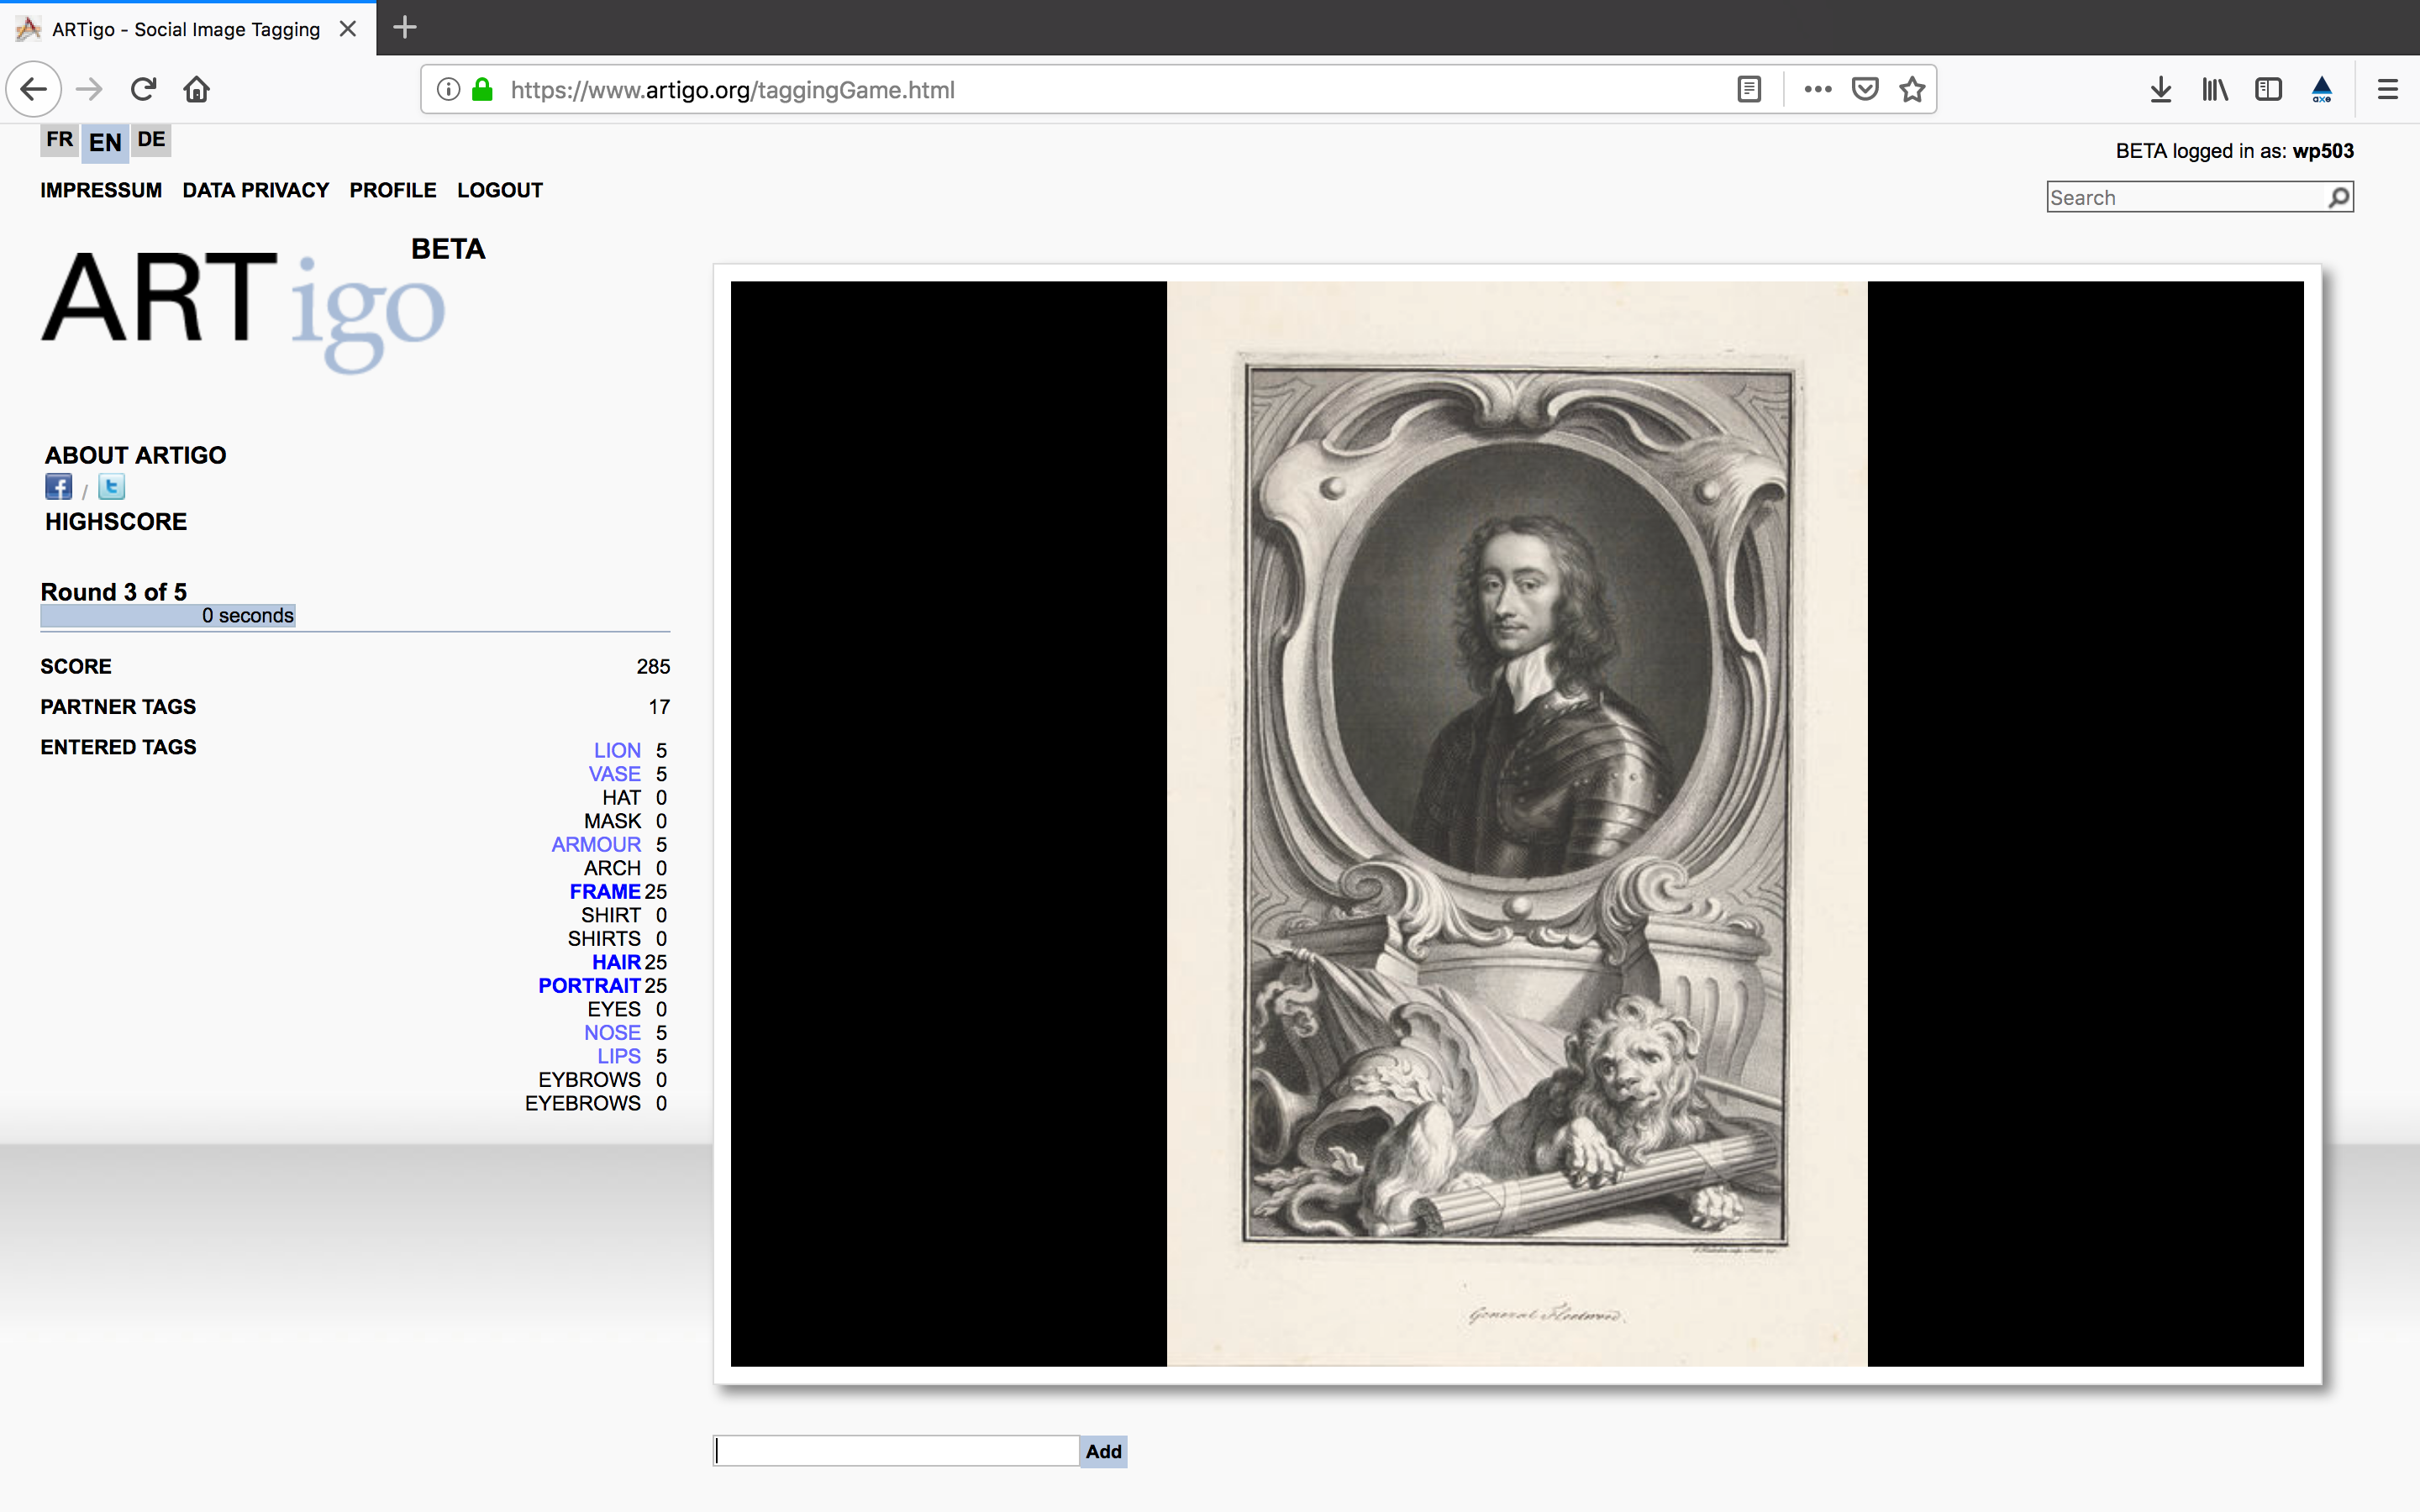 ARTigo - Social Image Tagging
https://www.artigo.org/taggingGame.html
axe
FR EN DE
BETA logged in as: wp503
IMPRESSUM DATA PRIVACY PROFILE LOGOUT
Search
BETA
ARTigo
ABOUT ARTIGO
f / t
HIGHSCORE
Round 3 of 5
0 seconds
SCORE 285
PARTNER TAGS 17
ENTERED TAGS
LION 5
VASE 5
HAT 0
MASK 0
ARMOUR 5
ARCH 0
FRAME 25
SHIRT 0
SHIRTS 0
HAIR 25
PORTRAIT 25
EYES 0
NOSE 5
LIPS 5
EYBROWS 0
EYEBROWS 0
General Fleetwood.
Add